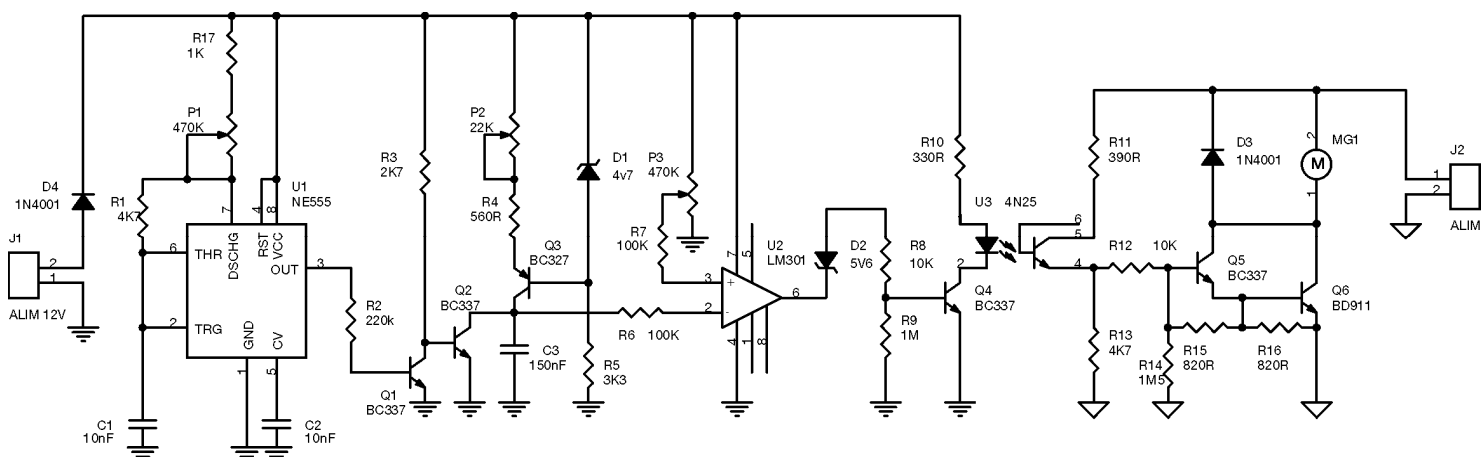 R17
1K
P1
470K
R1
4K7
D4
1N4001
J1
2
1
ALIM 12V
U1
NE555
7
4
8
6
THR
DSCHG
RST
VCC
OUT
3
2
TRG
GND
CV
1
5
C1
10nF
C2
10nF
R2
220k
R3
2K7
Q1
BC337
Q2
BC337
P2
22K
R4
560R
Q3
BC327
C3
150nF
D1
4v7
R5
3K3
R6
100K
P3
470K
R7
100K
U2
LM301
7
5
3
+
2
-
6
4
1
8
D2
5V6
R8
10K
R9
1M
R10
330R
U3
4N25
1
2
6
5
4
Q4
BC337
R11
390R
R12
10K
R13
4K7
R14
1M5
R15
820R
R16
820R
Q5
BC337
Q6
BD911
D3
1N4001
MG1
2
M
1
J2
1
2
ALIM